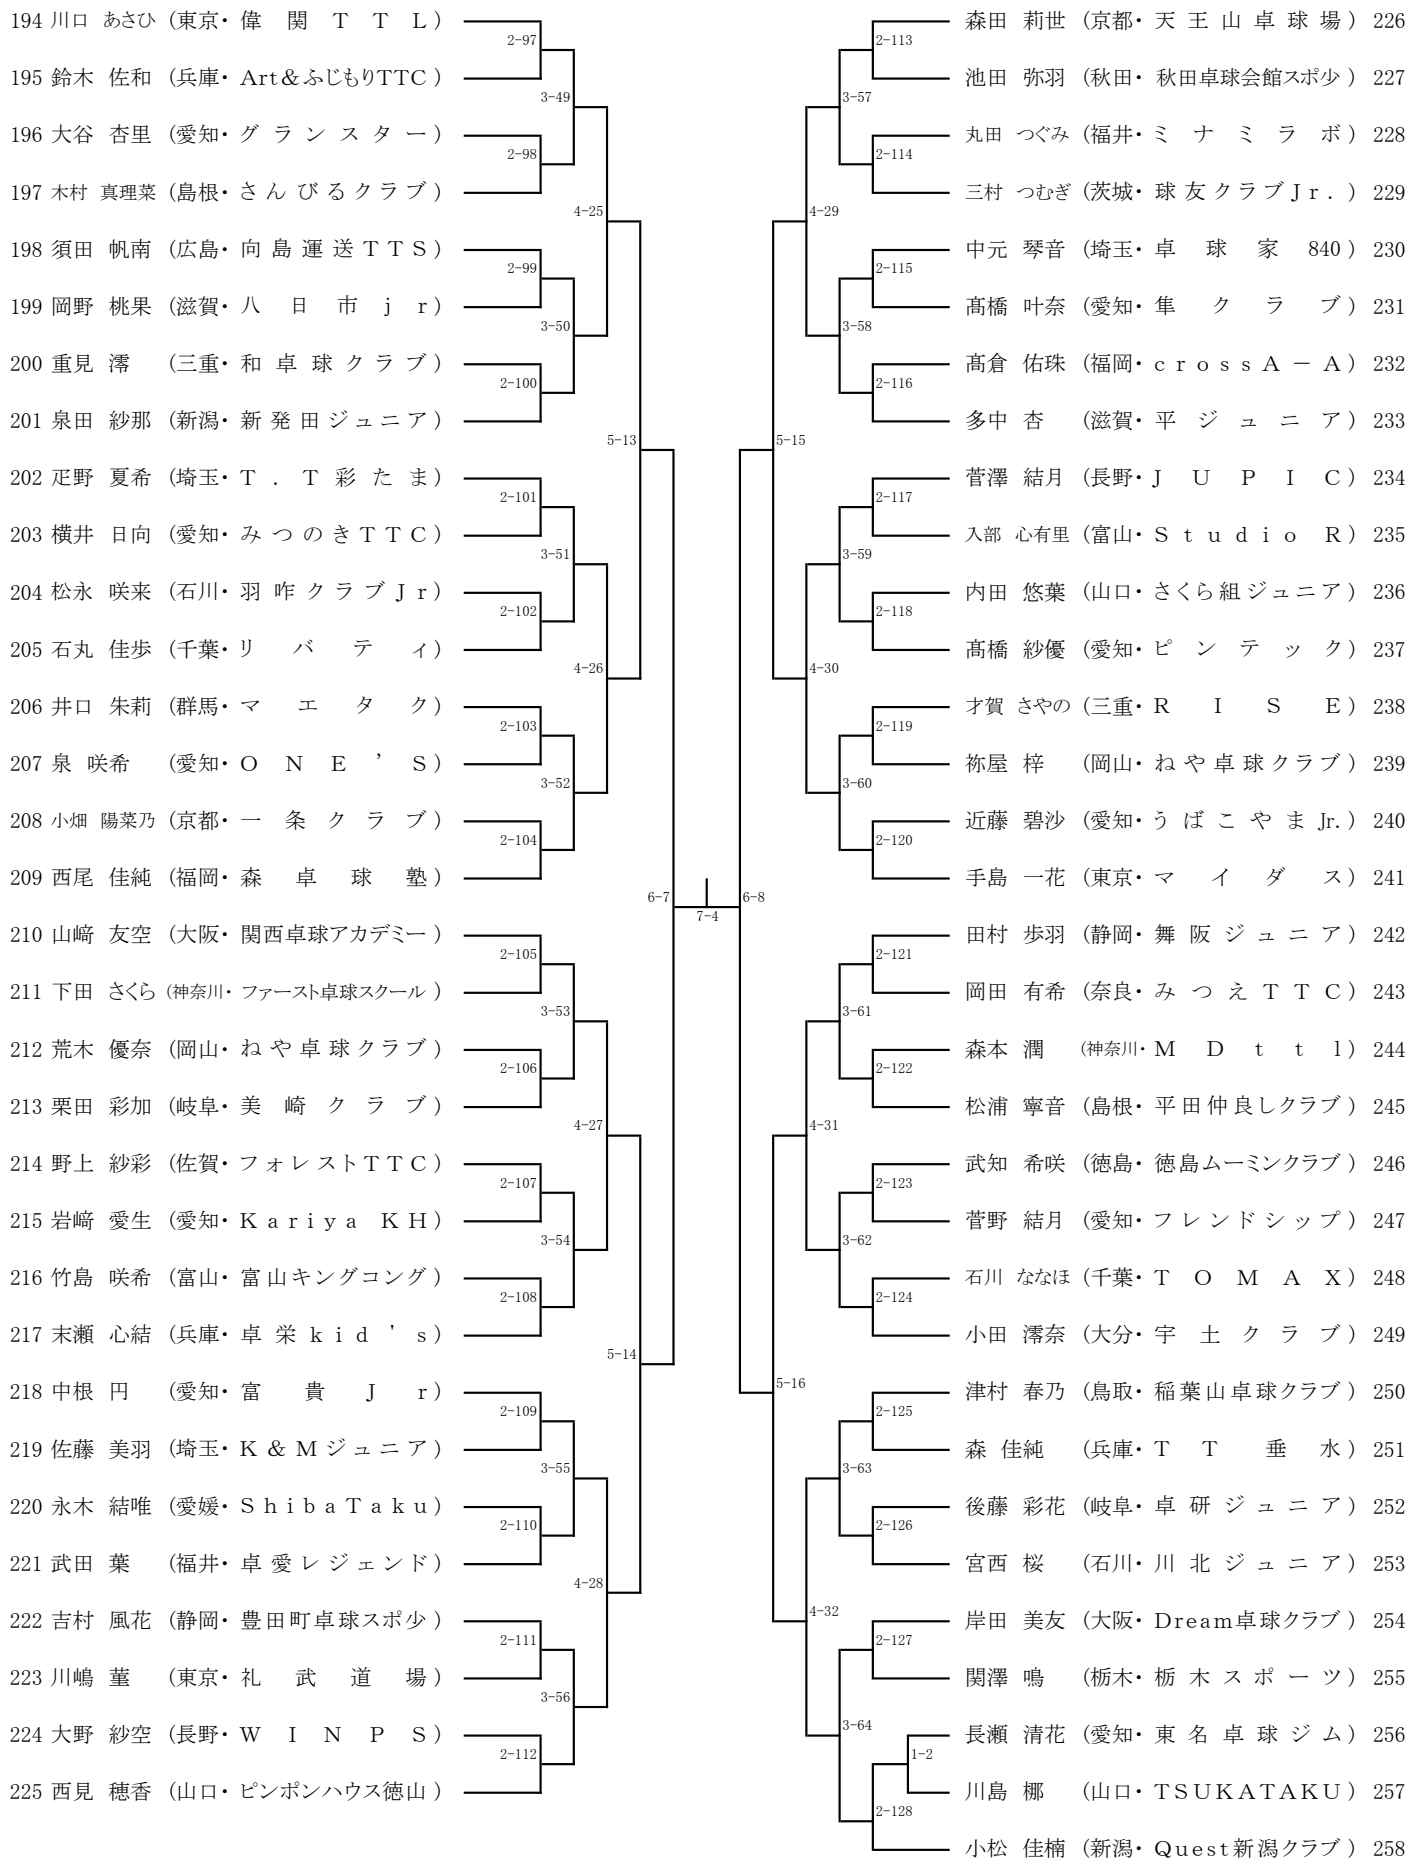 194 川口 あさひ (東京・偉関TTL)
195 鈴木 佐和 (兵庫・Art&ふじもりTTC)
196 大谷 杏里 (愛知・グランスター)
197 木村 真理菜 (島根・さんびるクラブ)
198 須田 帆南 (広島・向島運送TTS)
199 岡野 桃果 (滋賀・八日市jr)
200 重見 澪 (三重・和卓球クラブ)
201 泉田 紗那 (新潟・新発田ジュニア)
202 疋野 夏希 (埼玉・T.T彩たま)
203 横井 日向 (愛知・みつのきTTC)
204 松永 咲来 (石川・羽咋クラブJr)
205 石丸 佳歩 (千葉・リバティ)
206 井口 朱莉 (群馬・マエタク)
207 泉 咲希 (愛知・ONE’S)
208 小畑 陽菜乃 (京都・一条クラブ)
209 西尾 佳純 (福岡・森卓球塾)
210 山﨑 友空 (大阪・関西卓球アカデミー)
211 下田 さくら (神奈川・ファースト卓球スクール)
212 荒木 優奈 (岡山・ねや卓球クラブ)
213 栗田 彩加 (岐阜・美崎クラブ)
214 野上 紗彩 (佐賀・フォレストTTC)
215 岩﨑 愛生 (愛知・Kariya KH)
216 竹島 咲希 (富山・富山キングコング)
217 末瀬 心結 (兵庫・卓栄kid's)
218 中根 円 (愛知・富貴Jr)
219 佐藤 美羽 (埼玉・K&Mジュニア)
220 永木 結唯 (愛媛・ShibaTaku)
221 武田 葉 (福井・卓愛レジェンド)
222 吉村 風花 (静岡・豊田町卓球スポ少)
223 川嶋 菫 (東京・礼武道場)
224 大野 紗空 (長野・WINPS)
225 西見 穂香 (山口・ピンポンハウス徳山)
2-97
2-98
2-99
2-100
2-101
2-102
2-103
2-104
2-105
2-106
2-107
2-108
2-109
2-110
2-111
2-112
3-49
3-50
3-51
3-52
3-53
3-54
3-55
3-56
4-25
4-26
4-27
4-28
5-13
5-14
6-7
7-4
6-8
5-15
5-16
4-29
4-30
4-31
4-32
3-57
3-58
3-59
3-60
3-61
3-62
3-63
3-64
2-113
2-114
2-115
2-116
2-117
2-118
2-119
2-120
2-121
2-122
2-123
2-124
2-125
2-126
2-127
1-2
2-128
森田 莉世 (京都・天王山卓球場) 226
池田 弥羽 (秋田・秋田卓球会館スポ少) 227
丸田 つぐみ (福井・ミナミラボ) 228
三村 つむぎ (茨城・球友クラブJr.) 229
中元 琴音 (埼玉・卓球家840) 230
髙橋 叶奈 (愛知・隼クラブ) 231
髙倉 佑珠 (福岡・crossA－A) 232
多中 杏 (滋賀・平ジュニア) 233
菅澤 結月 (長野・JUPIC) 234
入部 心有里 (富山・Studio R) 235
内田 悠葉 (山口・さくら組ジュニア) 236
髙橋 紗優 (愛知・ピンテック) 237
才賀 さやの (三重・RISE) 238
祢屋 梓 (岡山・ねや卓球クラブ) 239
近藤 碧沙 (愛知・うばこやまJr.) 240
手島 一花 (東京・マイダス) 241
田村 歩羽 (静岡・舞阪ジュニア) 242
岡田 有希 (奈良・みつえTTC) 243
森本 潤 (神奈川・MDttl) 244
松浦 寧音 (島根・平田仲良しクラブ) 245
武知 希咲 (徳島・徳島ムーミンクラブ) 246
菅野 結月 (愛知・フレンドシップ) 247
石川 ななほ (千葉・TOMAX) 248
小田 澪奈 (大分・宇土クラブ) 249
津村 春乃 (鳥取・稲葉山卓球クラブ) 250
森 佳純 (兵庫・TT垂水) 251
後藤 彩花 (岐阜・卓研ジュニア) 252
宮西 桜 (石川・川北ジュニア) 253
岸田 美友 (大阪・Dream卓球クラブ) 254
関澤 鳴 (栃木・栃木スポーツ) 255
長瀬 清花 (愛知・東名卓球ジム) 256
川島 梛 (山口・TSUKATAKU) 257
小松 佳楠 (新潟・Quest新潟クラブ) 258